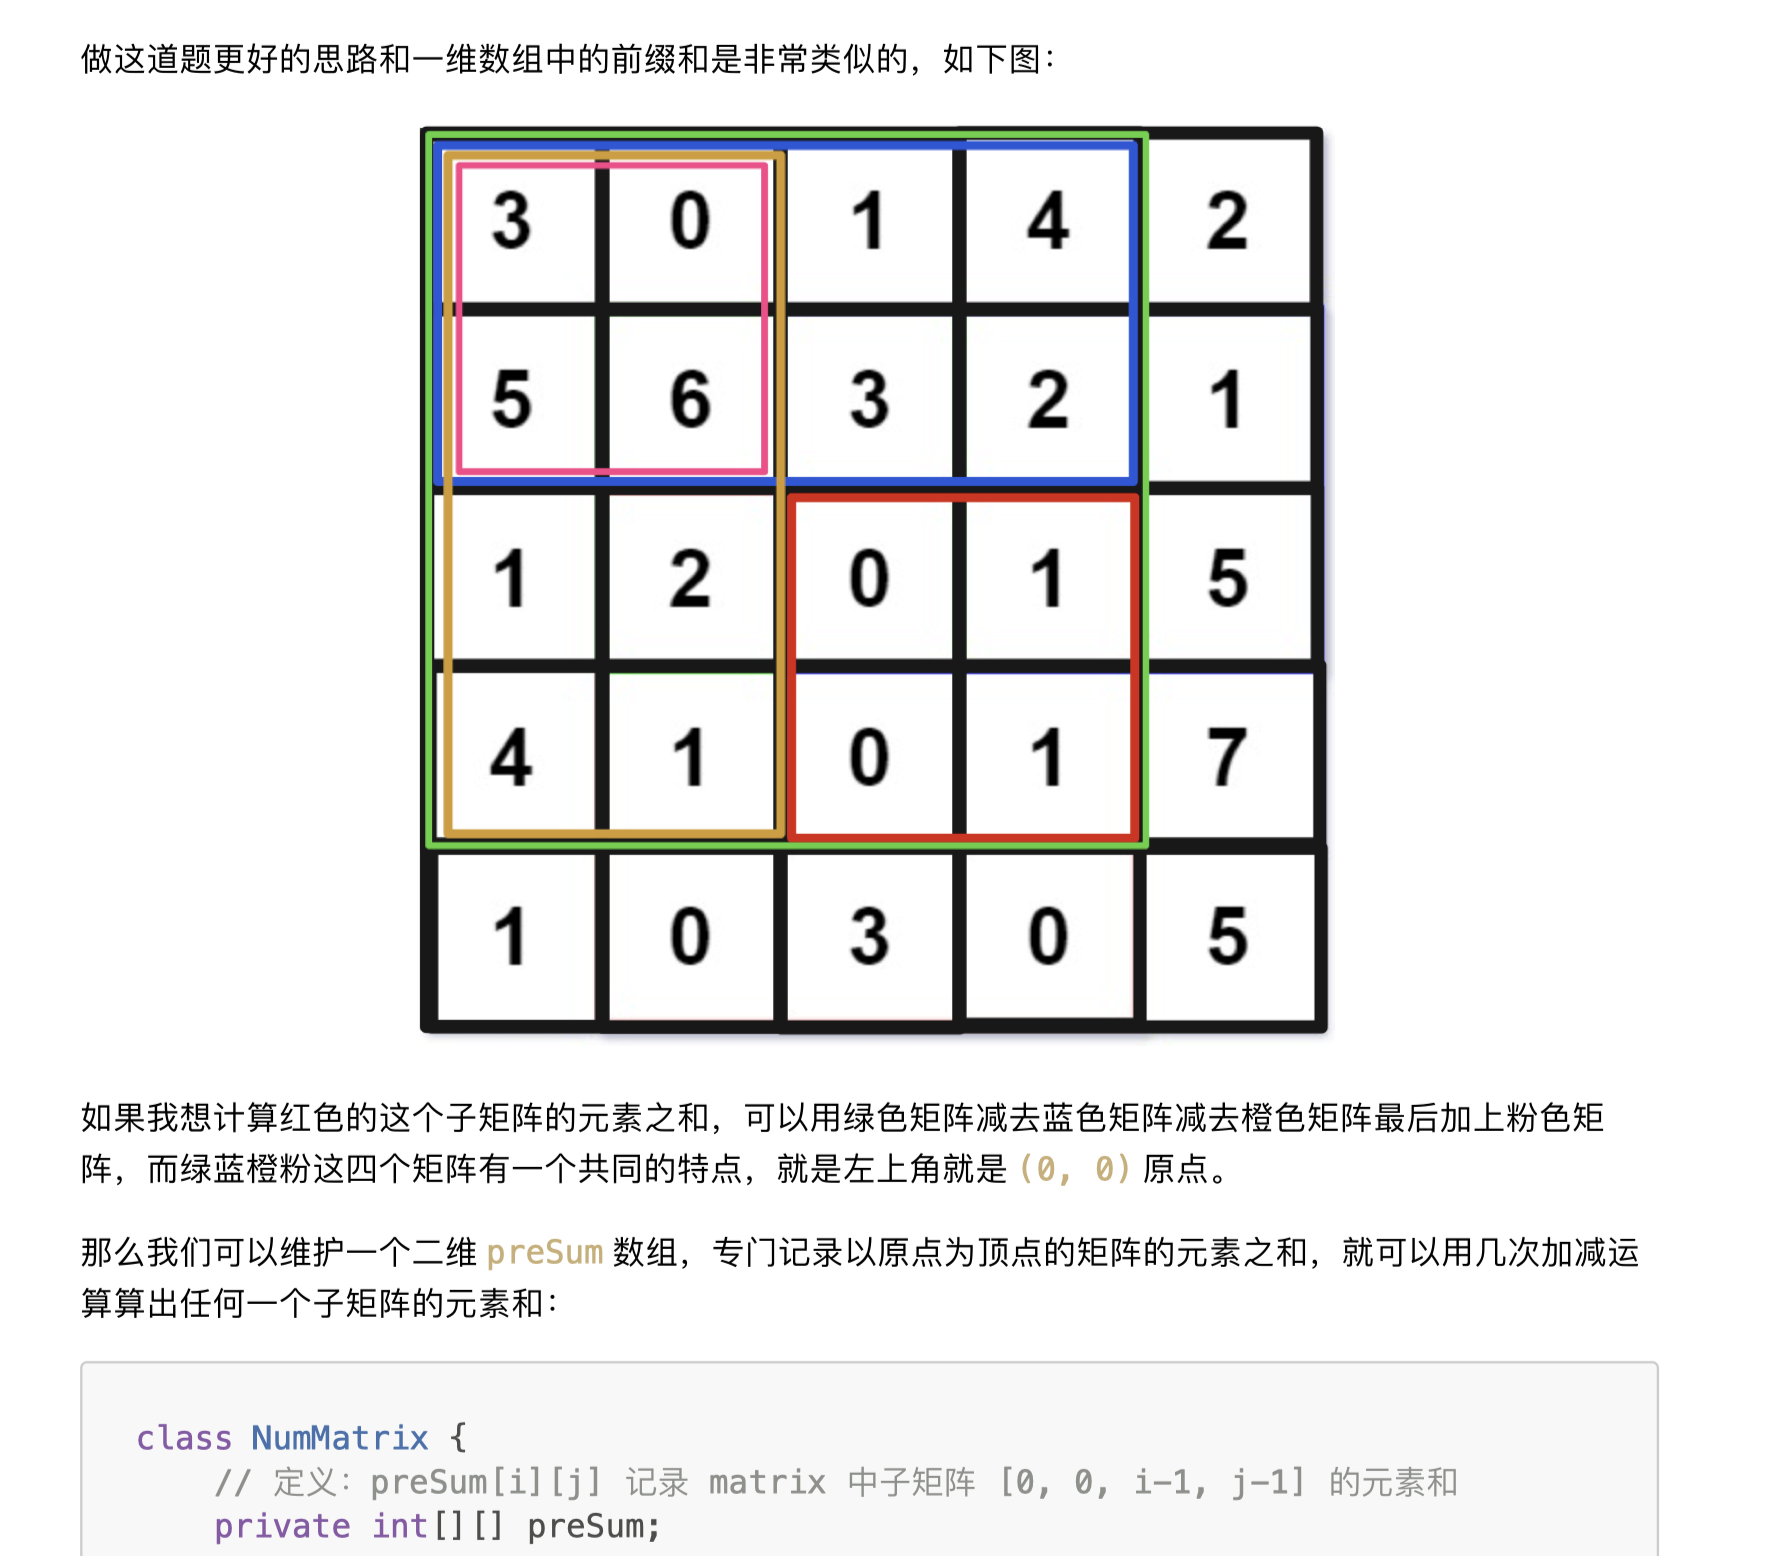 做这道题更好的思路和一维数组中的前缀和是非常类似的，如下图：
3 0 1 4 2
5 6 3 2 1
1 2 0 1 5
4 1 0 1 7
1 0 3 0 5
如果我想计算红色的这个子矩阵的元素之和，可以用绿色矩阵减去蓝色矩阵减去橙色矩阵最后加上粉色矩
阵，而绿蓝橙粉这四个矩阵有一个共同的特点，就是左上角就是 (0, 0) 原点。
那么我们可以维护一个二维 preSum 数组，专门记录以原点为顶点的矩阵的元素之和，就可以用几次加减运
算算出任何一个子矩阵的元素和：
class NumMatrix {
// 定义：preSum[i][j] 记录 matrix 中子矩阵 [0, 0, i-1, j-1] 的元素和
private int[][] preSum;